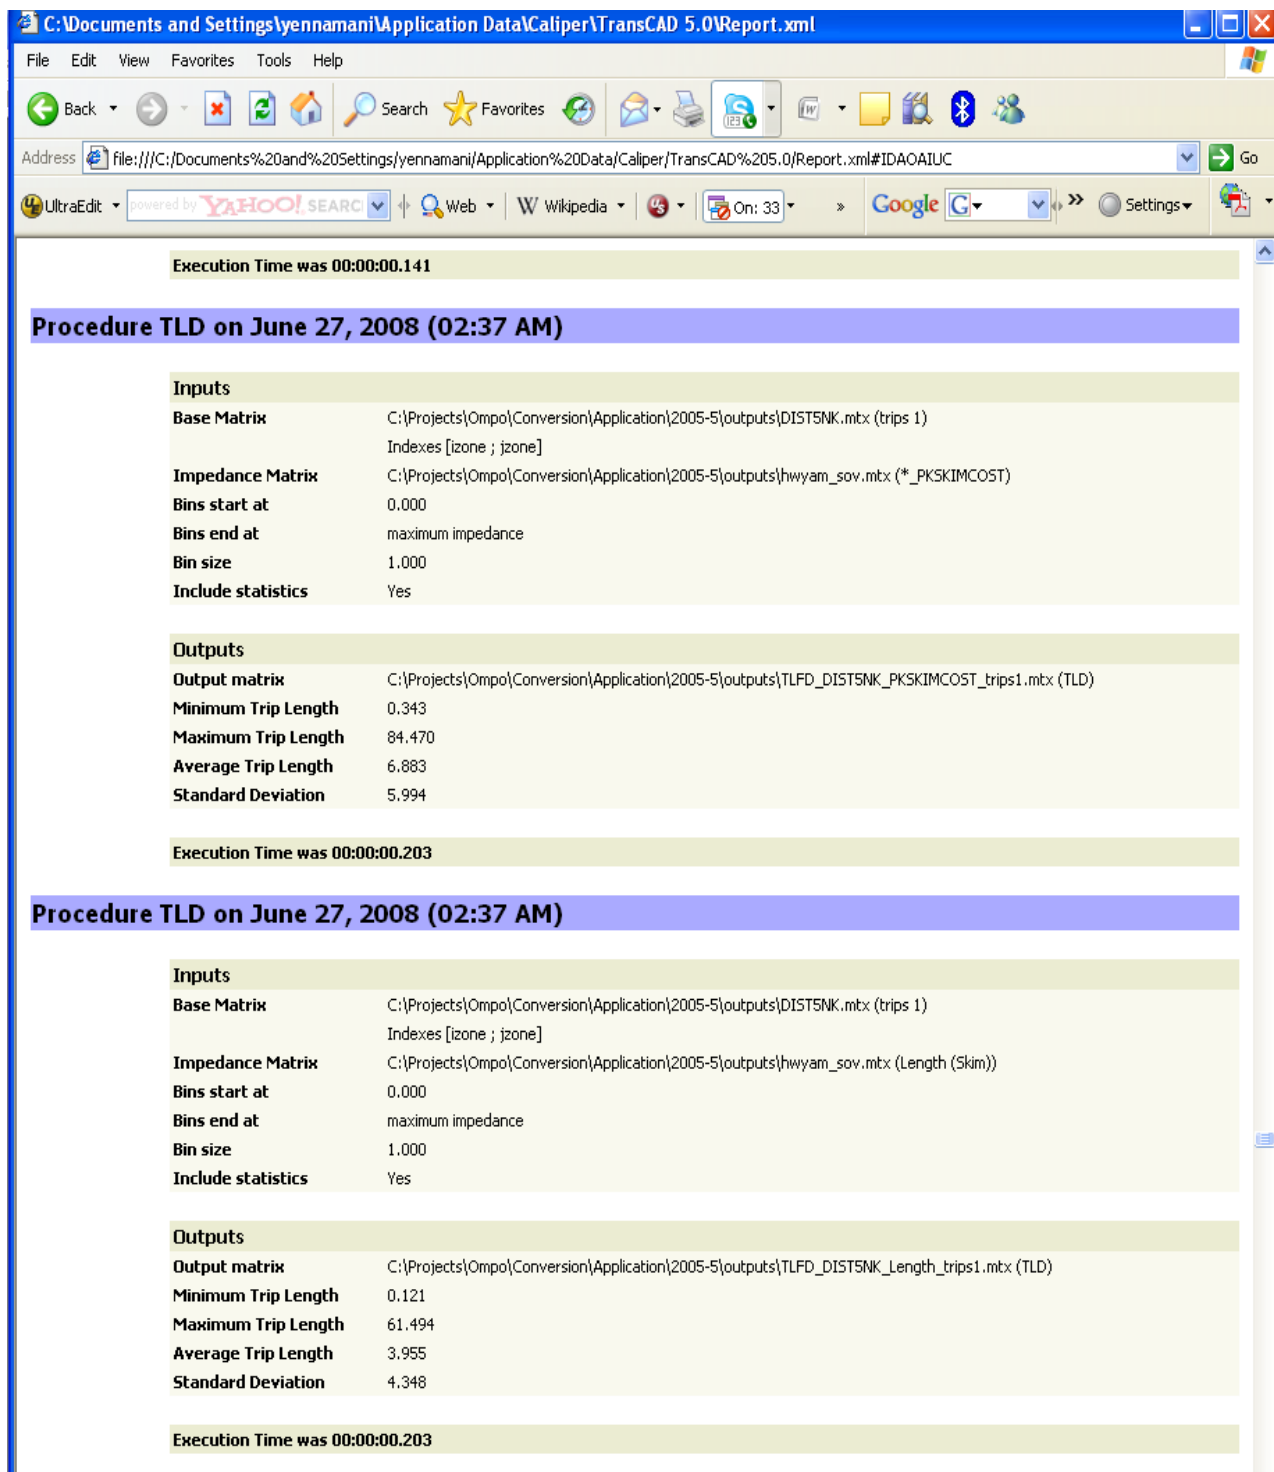 C:\Documents and Settings\yennamani\Application Data\Caliper\TransCAD 5.0\Report.xml
File Edit View Favorites Tools Help
Back Search Favorites
Address file:///C:/Documents%20and%20Settings/yennamani/Application%20Data/Caliper/TransCAD%205.0/Report.xml#IDAOAIUC Go
UltraEdit powered by YAHOO! SEARC Web W Wikipedia On: 33 » Google G » Settings
Execution Time was 00:00:00.141
Procedure TLD on June 27, 2008 (02:37 AM)
Inputs
Base Matrix C:\Projects\Ompo\Conversion\Application\2005-5\outputs\DIST5NK.mtx (trips 1)
Indexes [izone ; jzone]
Impedance Matrix C:\Projects\Ompo\Conversion\Application\2005-5\outputs\hwyam_sov.mtx (*_PKSKIMCOST)
Bins start at 0.000
Bins end at maximum impedance
Bin size 1.000
Include statistics Yes
Outputs
Output matrix C:\Projects\Ompo\Conversion\Application\2005-5\outputs\TLFD_DIST5NK_PKSKIMCOST_trips1.mtx (TLD)
Minimum Trip Length 0.343
Maximum Trip Length 84.470
Average Trip Length 6.883
Standard Deviation 5.994
Execution Time was 00:00:00.203
Procedure TLD on June 27, 2008 (02:37 AM)
Inputs
Base Matrix C:\Projects\Ompo\Conversion\Application\2005-5\outputs\DIST5NK.mtx (trips 1)
Indexes [izone ; jzone]
Impedance Matrix C:\Projects\Ompo\Conversion\Application\2005-5\outputs\hwyam_sov.mtx (Length (Skim))
Bins start at 0.000
Bins end at maximum impedance
Bin size 1.000
Include statistics Yes
Outputs
Output matrix C:\Projects\Ompo\Conversion\Application\2005-5\outputs\TLFD_DIST5NK_Length_trips1.mtx (TLD)
Minimum Trip Length 0.121
Maximum Trip Length 61.494
Average Trip Length 3.955
Standard Deviation 4.348
Execution Time was 00:00:00.203